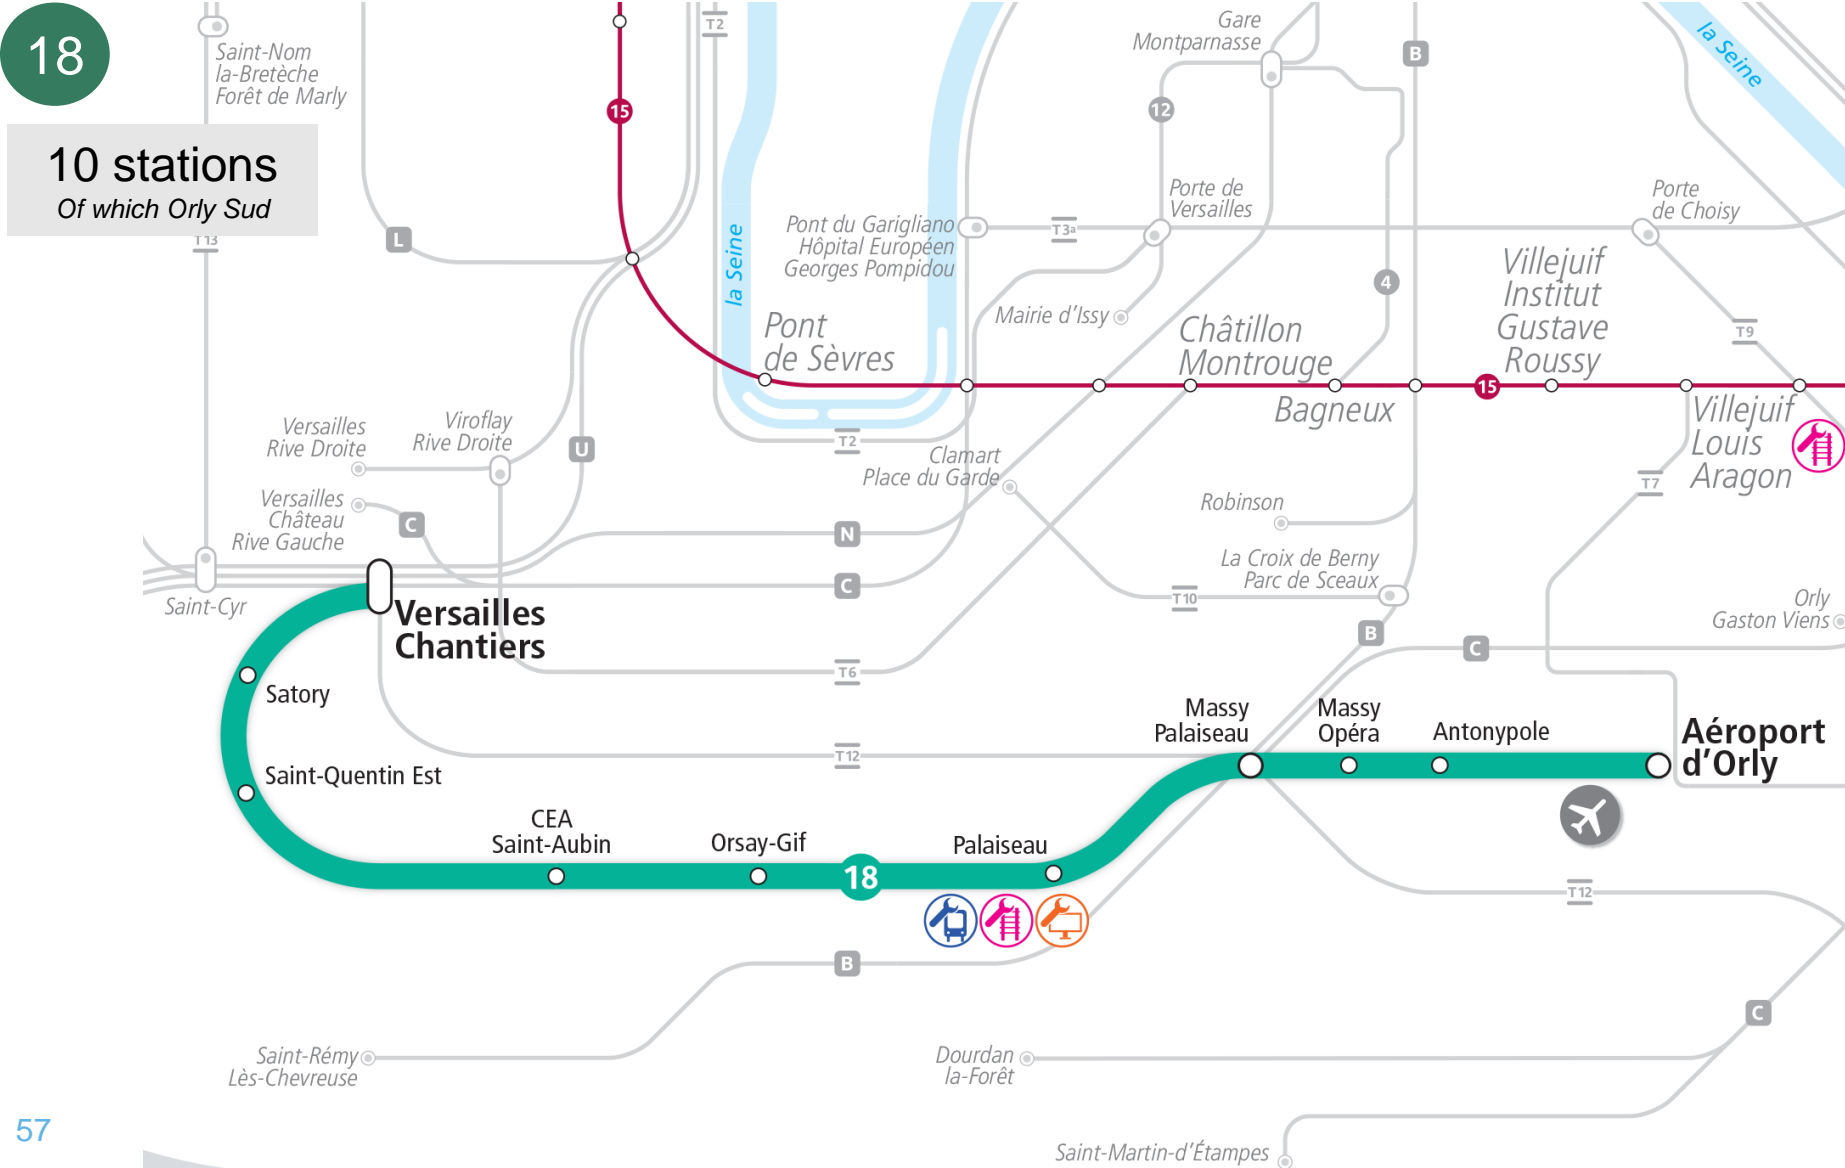 18
10 stations
Of which Orly Sud
Saint-Nom
la-Bretèche
Forêt de Marly
T13
L
15
T2
la Seine
Gare
Montparnasse
B
12
la Seine
Porte de
Versailles
Porte
de Choisy
Pont du Garigliano
Hôpital Européen
Georges Pompidou
T3a
4
Mairie d'Issy
T9
Pont
de Sèvres
Châtillon
Montrouge
Villejuif
Institut
Gustave
Roussy
15
Bagneux
Villejuif
Louis
Aragon
T7
Versailles
Rive Droite
Viroflay
Rive Droite
U
T2
Clamart
Place du Garde
Versailles
Château
Rive Gauche
C
N
Robinson
La Croix de Berny
Parc de Sceaux
C
T10
Saint-Cyr
Versailles
Chantiers
Orly
Gaston Viens
B
C
T6
Satory
Massy
Palaiseau
Massy
Opéra
Antonypole
Aéroport
d'Orly
T12
Saint-Quentin Est
CEA
Saint-Aubin
Orsay-Gif
Palaiseau
18
T12
B
C
Saint-Rémy
Lès-Chevreuse
Dourdan
la-Forêt
Saint-Martin-d'Étampes
57